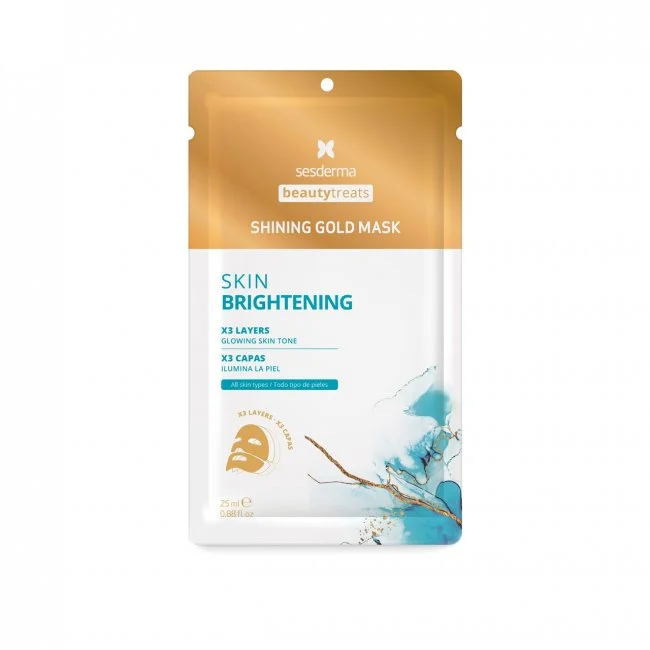 sesderma
beautytreats
SHINING GOLD MASK
SKIN
BRIGHTENING
X3 LAYERS
GLOWING SKIN TONE
X3 CAPAS
ILUMINA LA PIEL
All skin types / Todo tipo de pieles
X3 LAYERS - X3 CAPAS
25 ml ℮
0.88 fl.oz